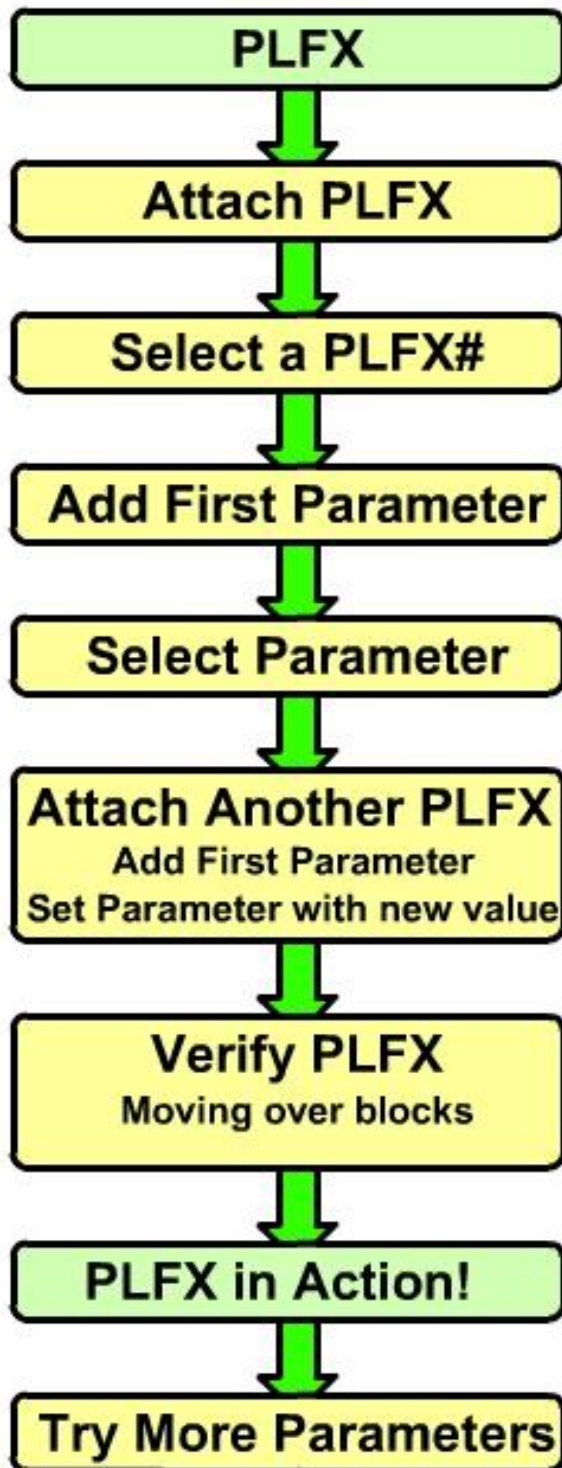 PLFX
Attach PLFX
Select a PLFX#
Add First Parameter
Select Parameter
Attach Another PLFX
Add First Parameter
Set Parameter with new value
Verify PLFX
Moving over blocks
PLFX in Action!
Try More Parameters